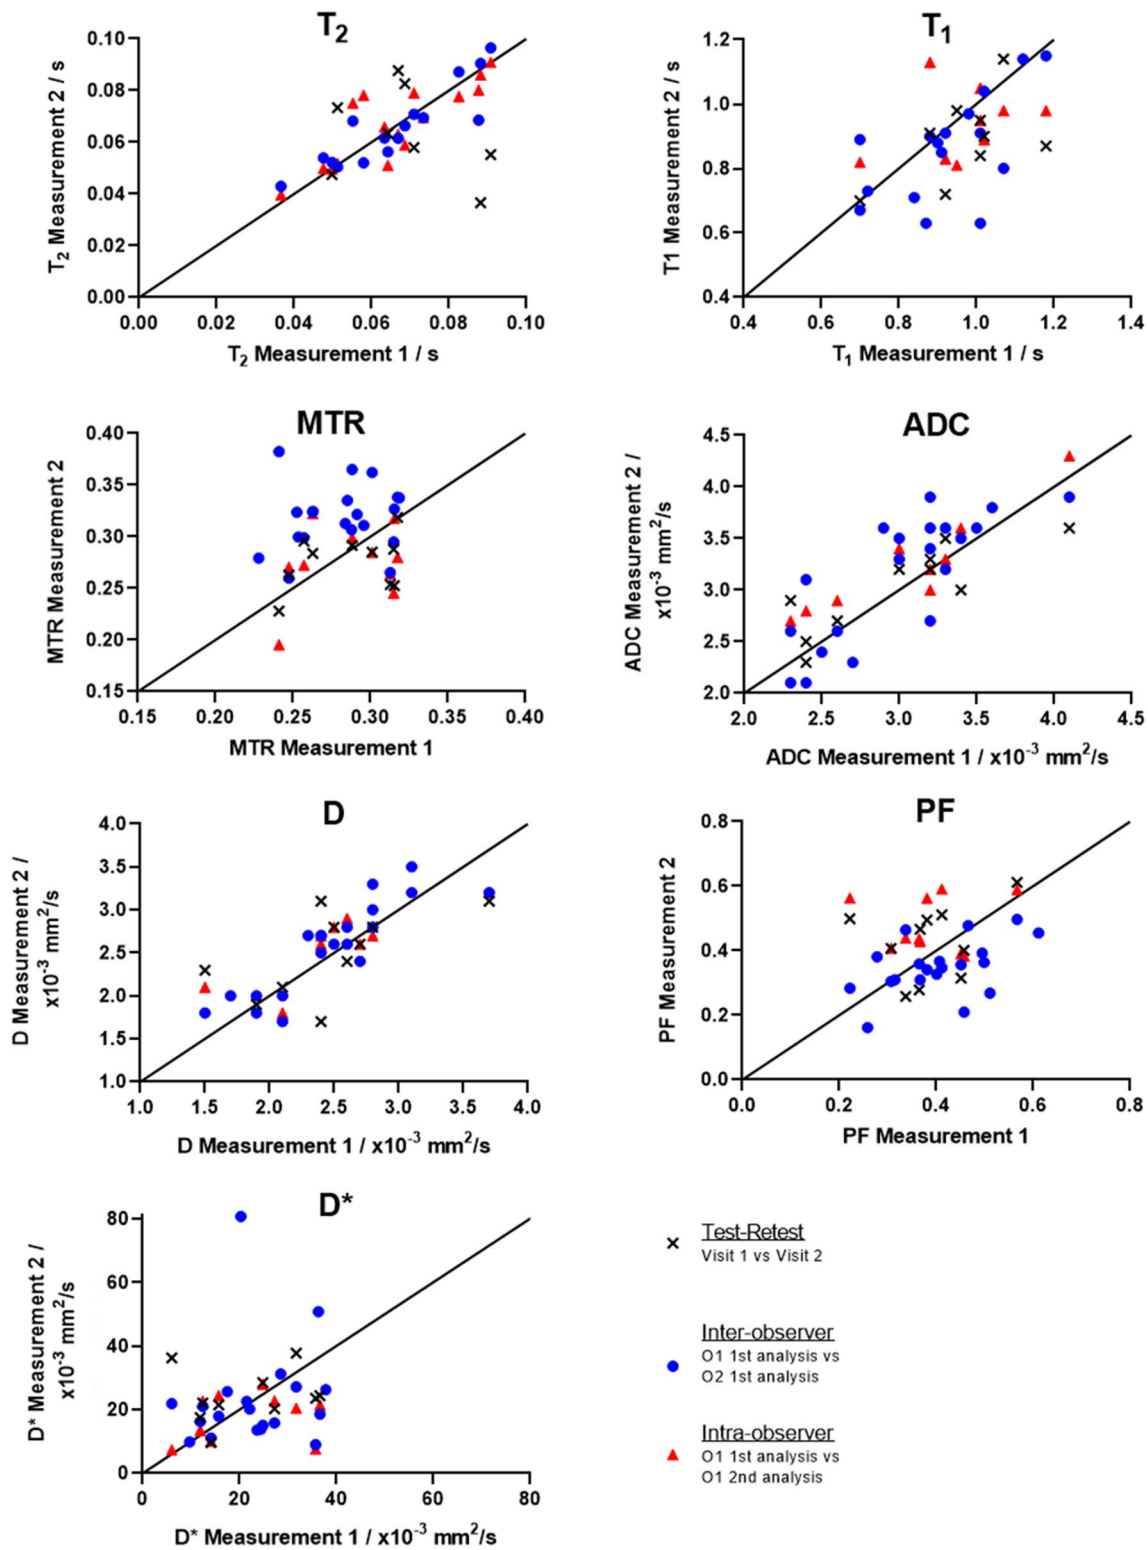 T2
T2 Measurement 2 / s
0.10
0.08
0.06
0.04
0.02
0.00
0.00 0.02 0.04 0.06 0.08 0.10
T2 Measurement 1 / s
T1
T1 Measurement 2 / s
1.2
1.0
0.8
0.6
0.4
0.4 0.6 0.8 1.0 1.2 1.4
T1 Measurement 1 / s
MTR
MTR Measurement 2
0.40
0.35
0.30
0.25
0.20
0.15
0.15 0.20 0.25 0.30 0.35 0.40
MTR Measurement 1
ADC
ADC Measurement 2 /
x10-3 mm2/s
4.5
4.0
3.5
3.0
2.5
2.0
2.0 2.5 3.0 3.5 4.0 4.5
ADC Measurement 1 / x10-3 mm2/s
D
D Measurement 2 /
x10-3 mm2/s
4.0
3.5
3.0
2.5
2.0
1.5
1.0
1.0 1.5 2.0 2.5 3.0 3.5 4.0
D Measurement 1 / x10-3 mm2/s
PF
PF Measurement 2
0.8
0.6
0.4
0.2
0.0
0.0 0.2 0.4 0.6 0.8
PF Measurement 1
D*
D* Measurement 2 /
x10-3 mm2/s
80
60
40
20
0
0 20 40 60 80
D* Measurement 1 / x10-3 mm2/s
Test-Retest
Visit 1 vs Visit 2
Inter-observer
O1 1st analysis vs
O2 1st analysis
Intra-observer
O1 1st analysis vs
O1 2nd analysis